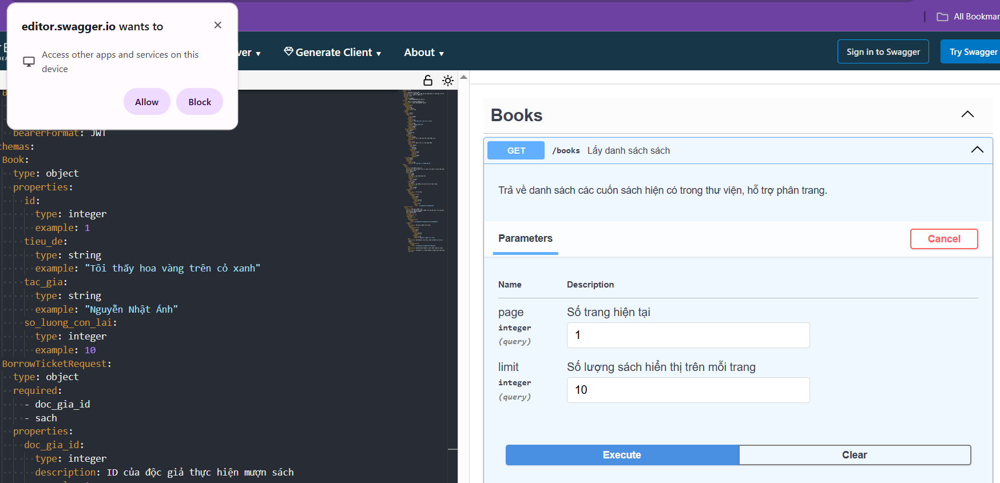 editor.swagger.io wants to
Access other apps and services on this
device
Allow
Block
All Bookmar
ver
Generate Client
About
Sign in to Swagger
Try Swagger
bearerFormat: JWT
chemas:
Book:
type: object
properties:
id:
type: integer
example: 1
tieu_de:
type: string
example: "Tôi thấy hoa vàng trên cỏ xanh"
tac_gia:
type: string
example: "Nguyễn Nhật Ánh"
so_luong_con_lai:
type: integer
example: 10
BorrowTicketRequest:
type: object
required:
- doc_gia_id
- sach
properties:
doc_gia_id:
type: integer
description: ID của độc giả thực hiện mượn sách
Books
GET /books Lấy danh sách sách
Trả về danh sách các cuốn sách hiện có trong thư viện, hỗ trợ phân trang.
Parameters
Cancel
Name Description
page Số trang hiện tại
integer
(query)
1
limit Số lượng sách hiển thị trên mỗi trang
integer
(query)
10
Execute
Clear